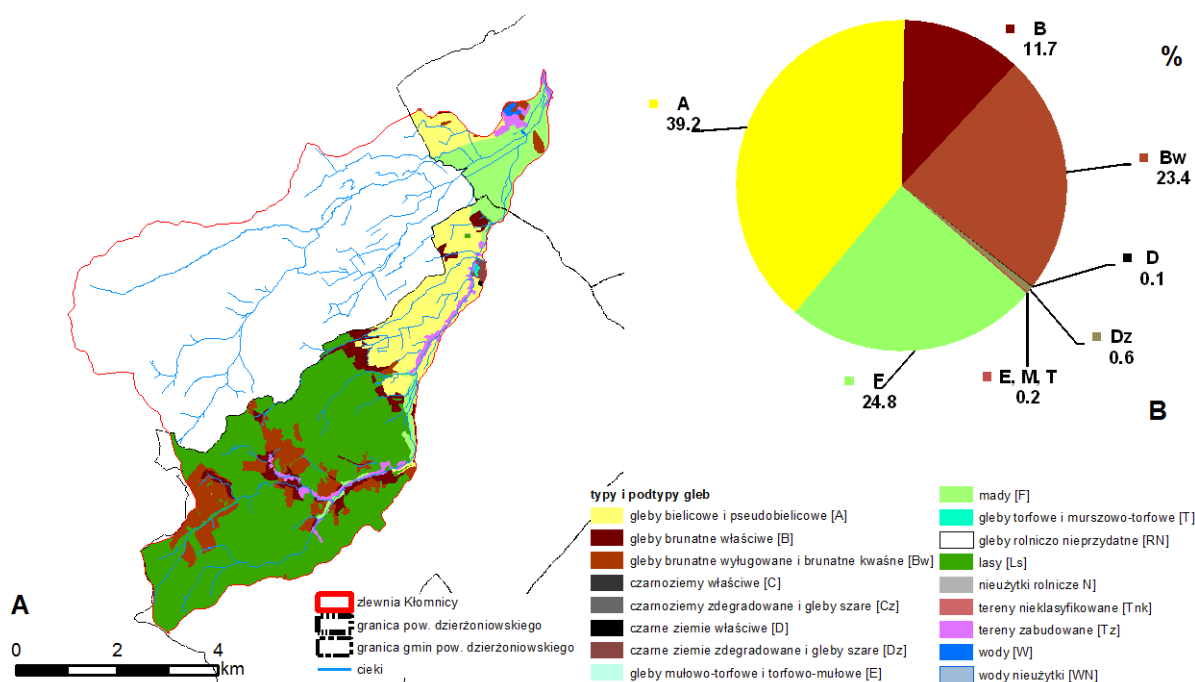 B
11.7
%
A
39.2
Bw
23.4
D
0.1
Dz
0.6
E, M, T
0.2
F
24.8
B
typy i podtypy gleb
gleby bielicowe i pseudobielicowe [A]
gleby brunatne właściwe [B]
gleby brunatne wyługowane i brunatne kwaśne [Bw]
czarnoziemy właściwe [C]
czarnoziemy zdegradowane i gleby szare [Cz]
czarne ziemie właściwe [D]
czarne ziemie zdegradowane i gleby szare [Dz]
gleby mułowo-torfowe i torfowo-mułowe [E]
mady [F]
gleby torfowe i murszowo-torfowe [T]
gleby rolniczo nieprzydatne [RN]
lasy [Ls]
nieużytki rolnicze N]
tereny nieklasyfikowane [Tnk]
tereny zabudowane [Tz]
wody [W]
wody nieużytki [WN]
A
zlewnia Kłomnicy
granica pow. dzierżoniowskiego
granica gmin pow. dzierżoniowskiego
cieki
0 2 4
km